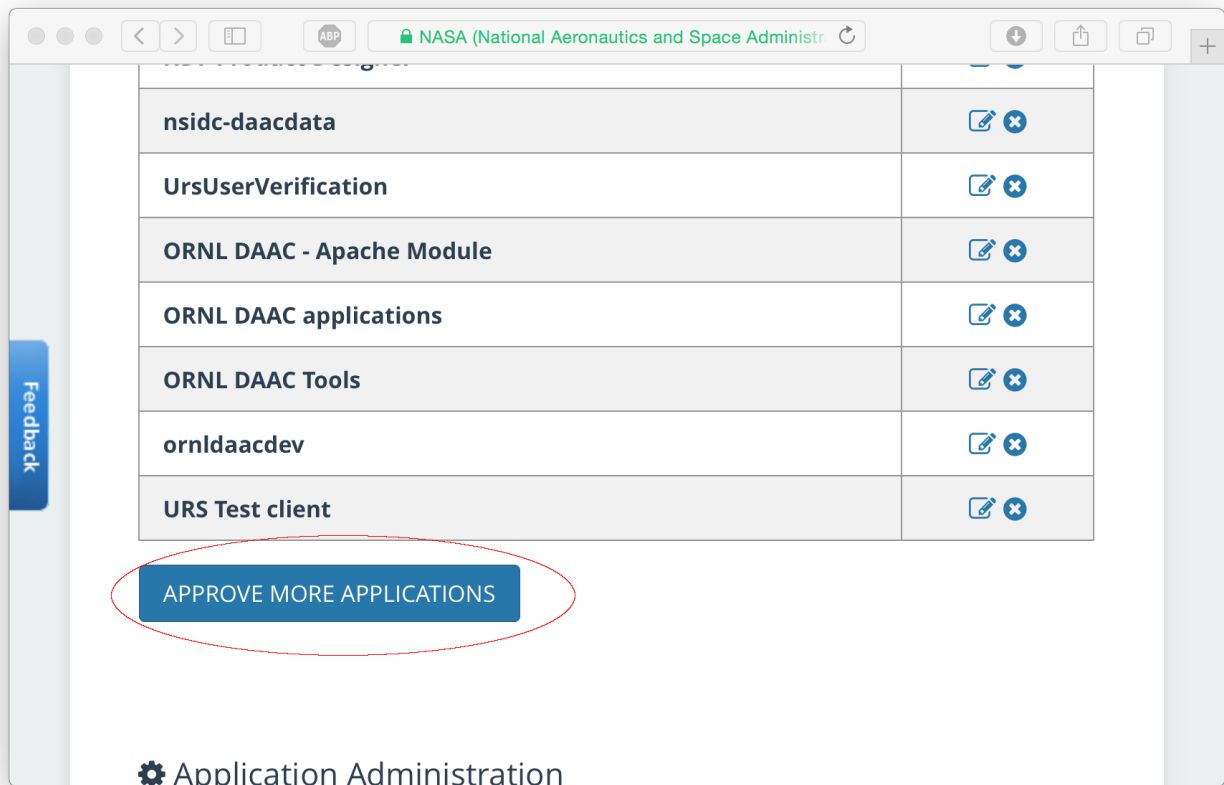 ABP
NASA (National Aeronautics and Space Administr
nsidc-daacdata
UrsUserVerification
ORNL DAAC - Apache Module
ORNL DAAC applications
ORNL DAAC Tools
ornldaacdev
URS Test client
Feedback
APPROVE MORE APPLICATIONS
Application Administration